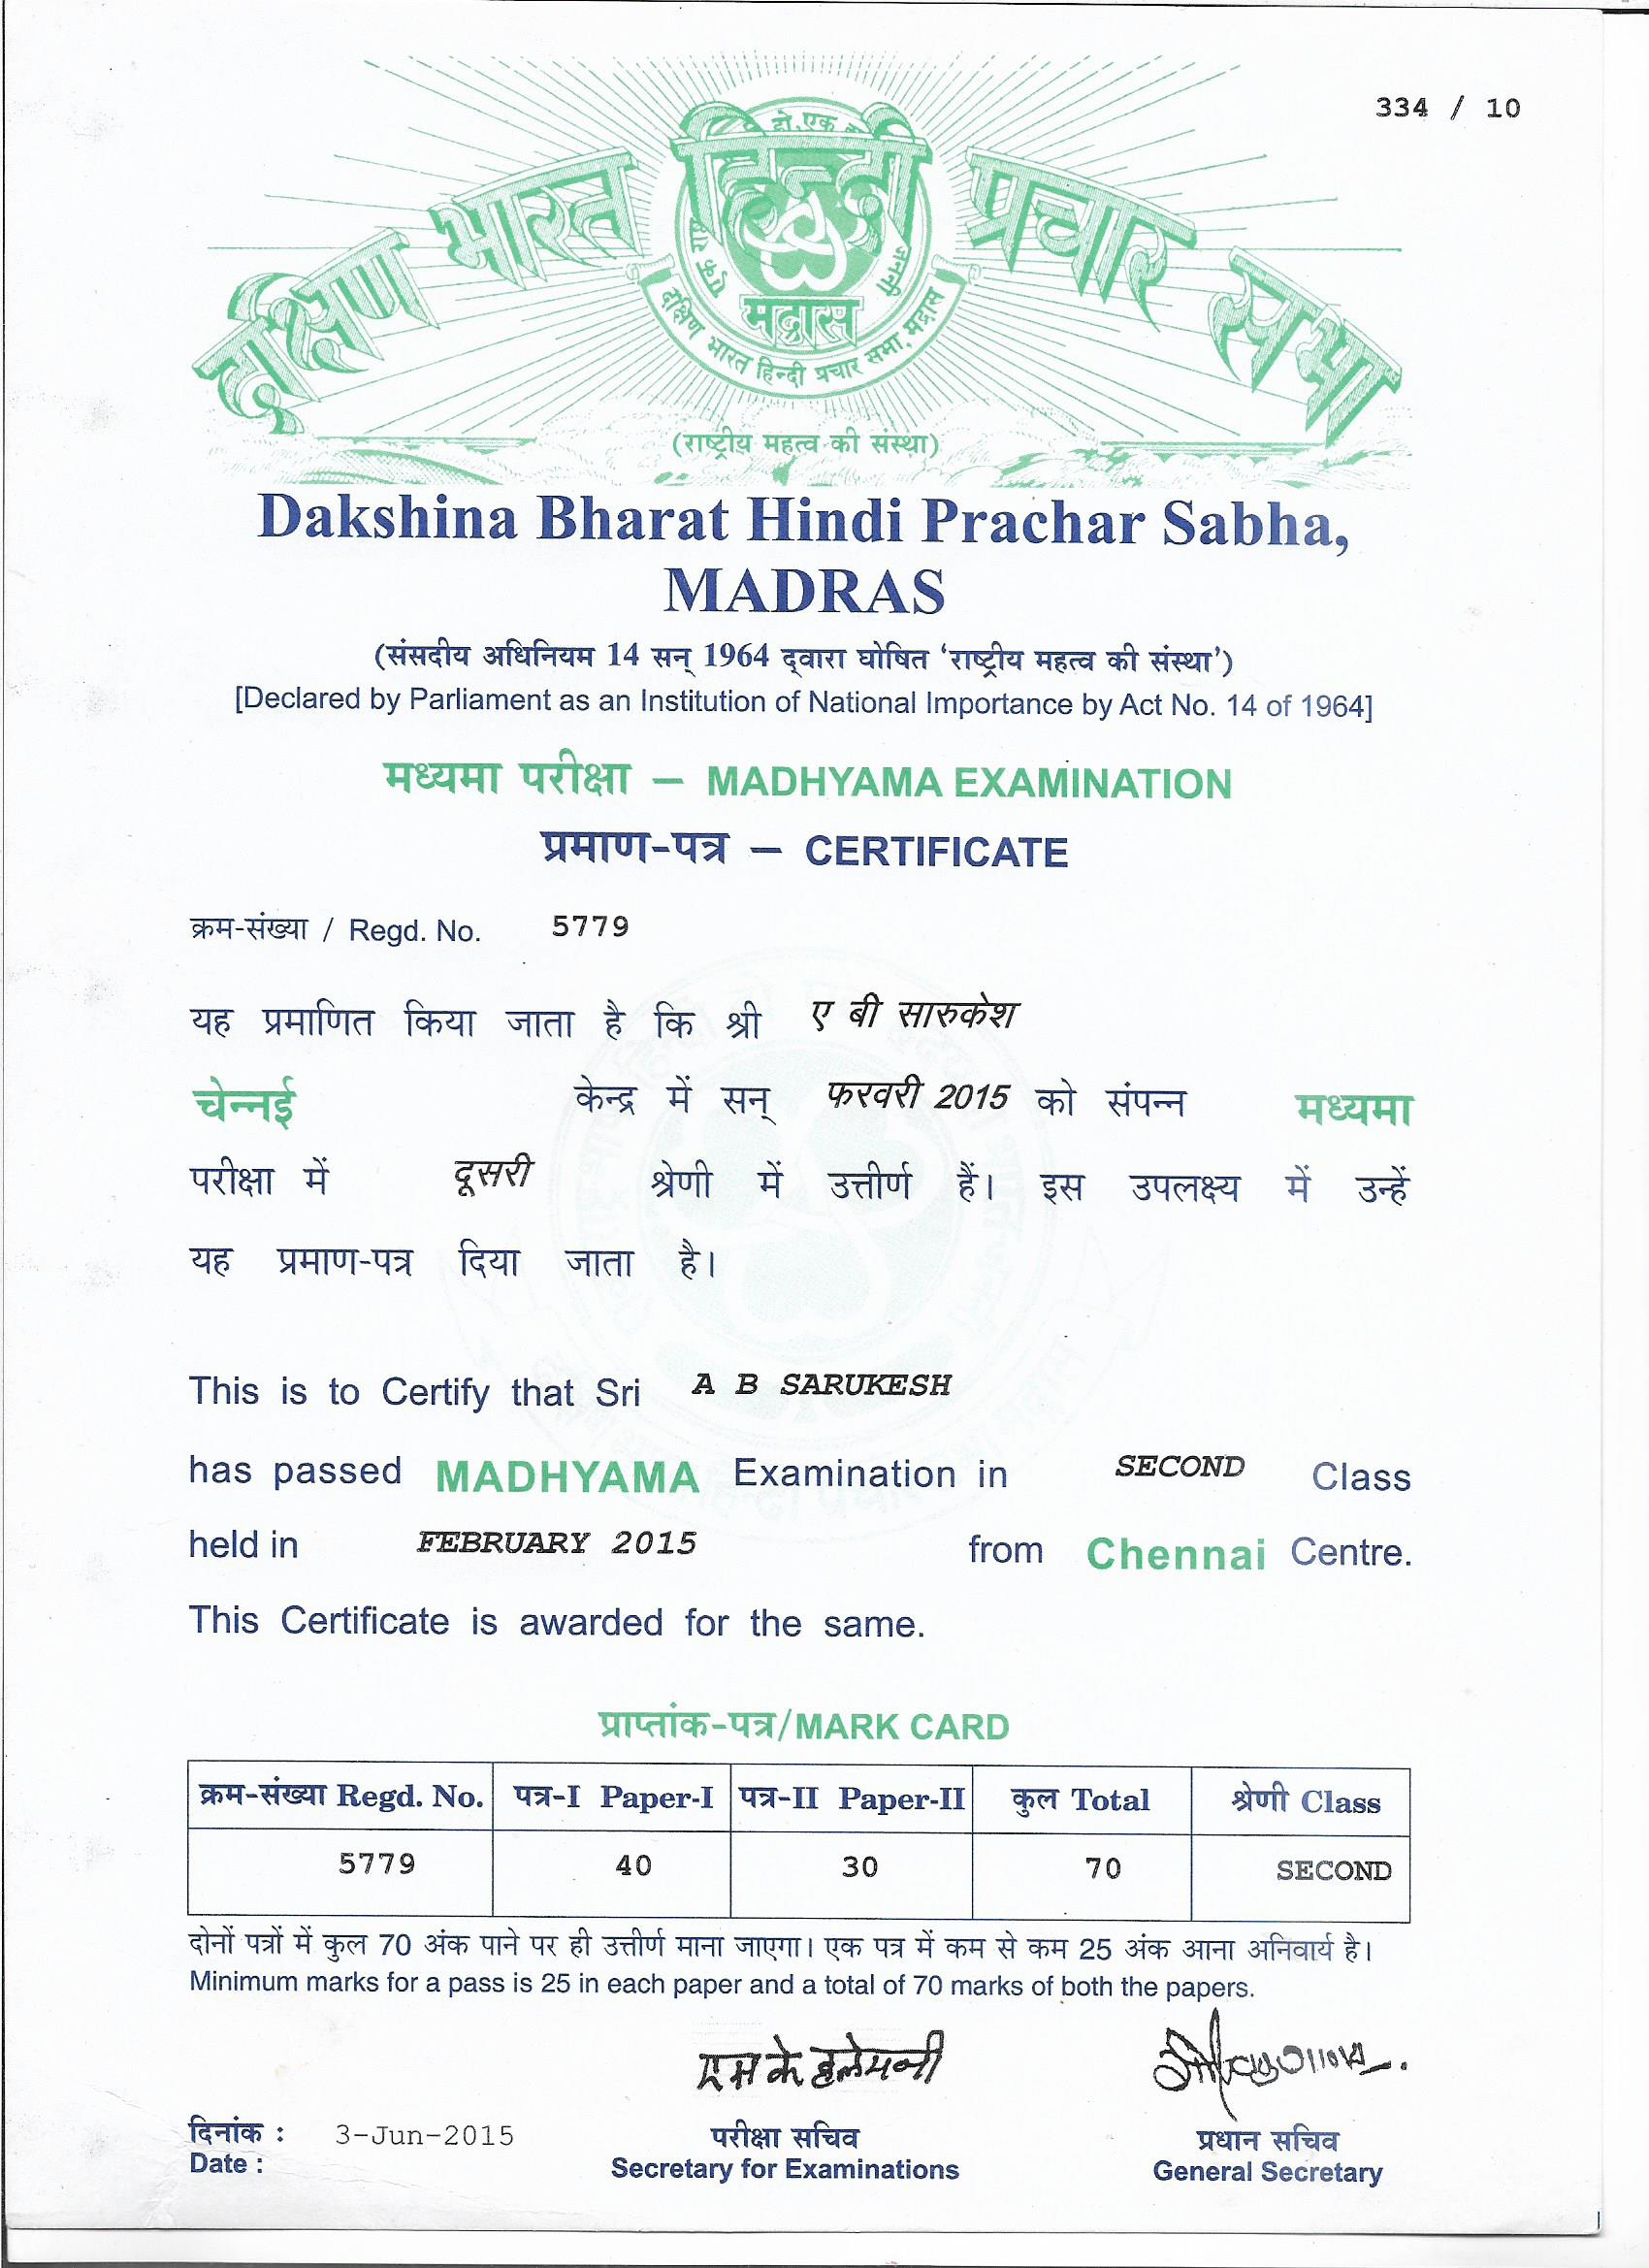 334 / 10
दक्षिण भारत हिन्दी प्रचार सभा
मद्रास
दक्षिण भारत हिन्दी प्रचार सभा, मद्रास
(राष्ट्रीय महत्व की संस्था)
Dakshina Bharat Hindi Prachar Sabha,
MADRAS
(संसदीय अधिनियम 14 सन् 1964 द्वारा घोषित ‘राष्ट्रीय महत्व की संस्था’)
[Declared by Parliament as an Institution of National Importance by Act No. 14 of 1964]
मध्यमा परीक्षा – MADHYAMA EXAMINATION
प्रमाण-पत्र – CERTIFICATE
क्रम-संख्या / Regd. No. 5779
यह प्रमाणित किया जाता है कि श्री ए बी सारुकेश
चेन्नई केन्द्र में सन् फरवरी 2015 को संपन्न मध्यमा
परीक्षा में दूसरी श्रेणी में उत्तीर्ण हैं। इस उपलक्ष्य में उन्हें
यह प्रमाण-पत्र दिया जाता है।
This is to Certify that Sri A B SARUKESH
has passed MADHYAMA Examination in SECOND Class
held in FEBRUARY 2015 from Chennai Centre.
This Certificate is awarded for the same.
प्राप्तांक-पत्र/MARK CARD
क्रम-संख्या Regd. No. पत्र-I Paper-I पत्र-II Paper-II कुल Total श्रेणी Class
5779 40 30 70 SECOND
दोनों पत्रों में कुल 70 अंक पाने पर ही उत्तीर्ण माना जाएगा। एक पत्र में कम से कम 25 अंक आना अनिवार्य है।
Minimum marks for a pass is 25 in each paper and a total of 70 marks of both the papers.
एस के हलेमनी
दिनांक : 3-Jun-2015 परीक्षा सचिव प्रधान सचिव
Date : Secretary for Examinations General Secretary